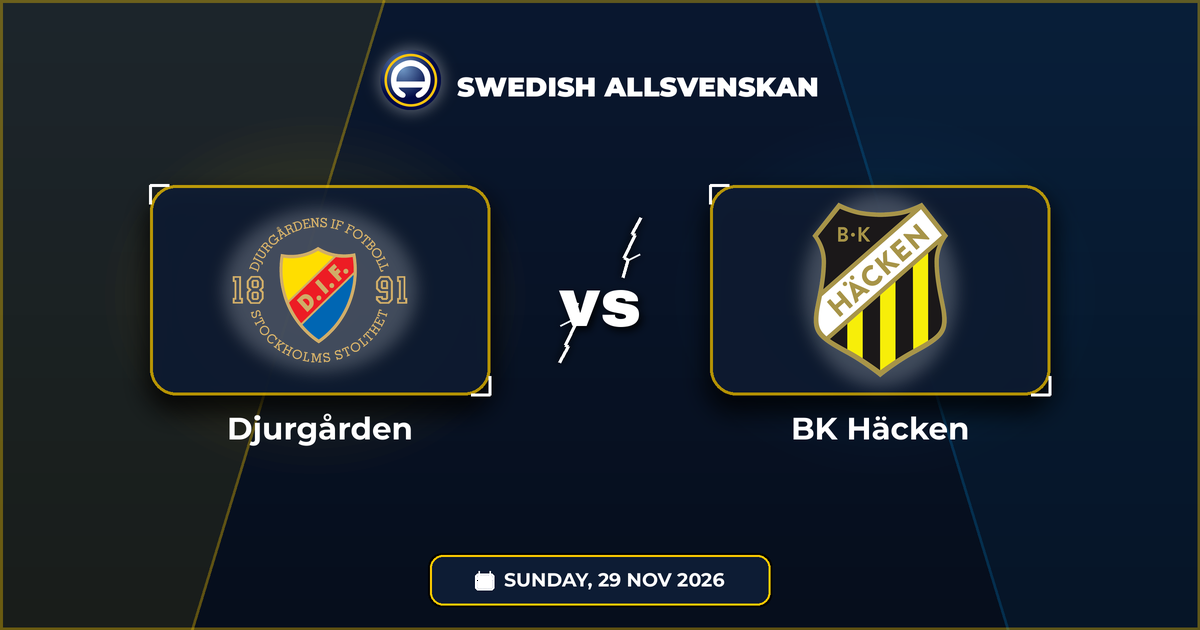 SWEDISH ALLSVENSKAN
DJURGÅRDENS IF FOTBOLL
18 91
D.I.F.
STOCKHOLMS STOLTHET
vs
B·K
HÄCKEN
Djurgården
BK Häcken
SUNDAY, 29 NOV 2026